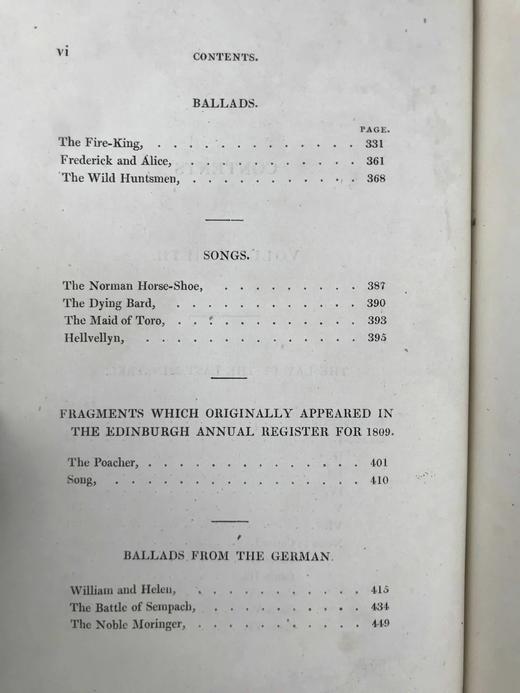 vi
CONTENTS.
BALLADS.
PAGE.
The Fire-King, . . . . . . . . . . . . . 331
Frederick and Alice, . . . . . . . . . . . 361
The Wild Huntsmen, . . . . . . . . . . . 368
SONGS.
The Norman Horse-Shoe, . . . . . . . . . 387
The Dying Bard, . . . . . . . . . . . . 390
The Maid of Toro, . . . . . . . . . . . 393
Hellvellyn, . . . . . . . . . . . . . 395
FRAGMENTS WHICH ORIGINALLY APPEARED IN
THE EDINBURGH ANNUAL REGISTER FOR 1809.
The Poacher, . . . . . . . . . . . . . 401
Song, . . . . . . . . . . . . . . . 410
BALLADS FROM THE GERMAN.
William and Helen, . . . . . . . . . . . 415
The Battle of Sempach, . . . . . . . . . . 434
The Noble Moringer, . . . . . . . . . . . 449